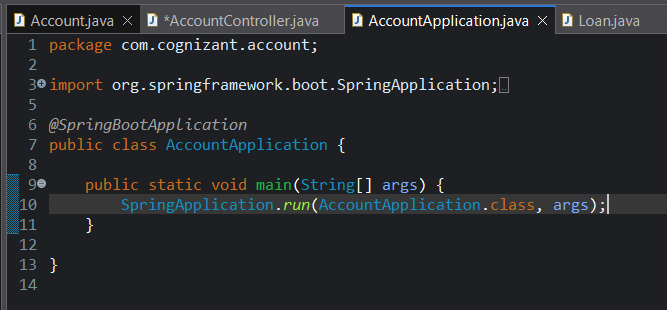 Account.java *AccountController.java AccountApplication.java Loan.java
1 package com.cognizant.account;
2
3 import org.springframework.boot.SpringApplication;
5
6 @SpringBootApplication
7 public class AccountApplication {
8
9 public static void main(String[] args) {
10 SpringApplication.run(AccountApplication.class, args);
11 }
12
13 }
14